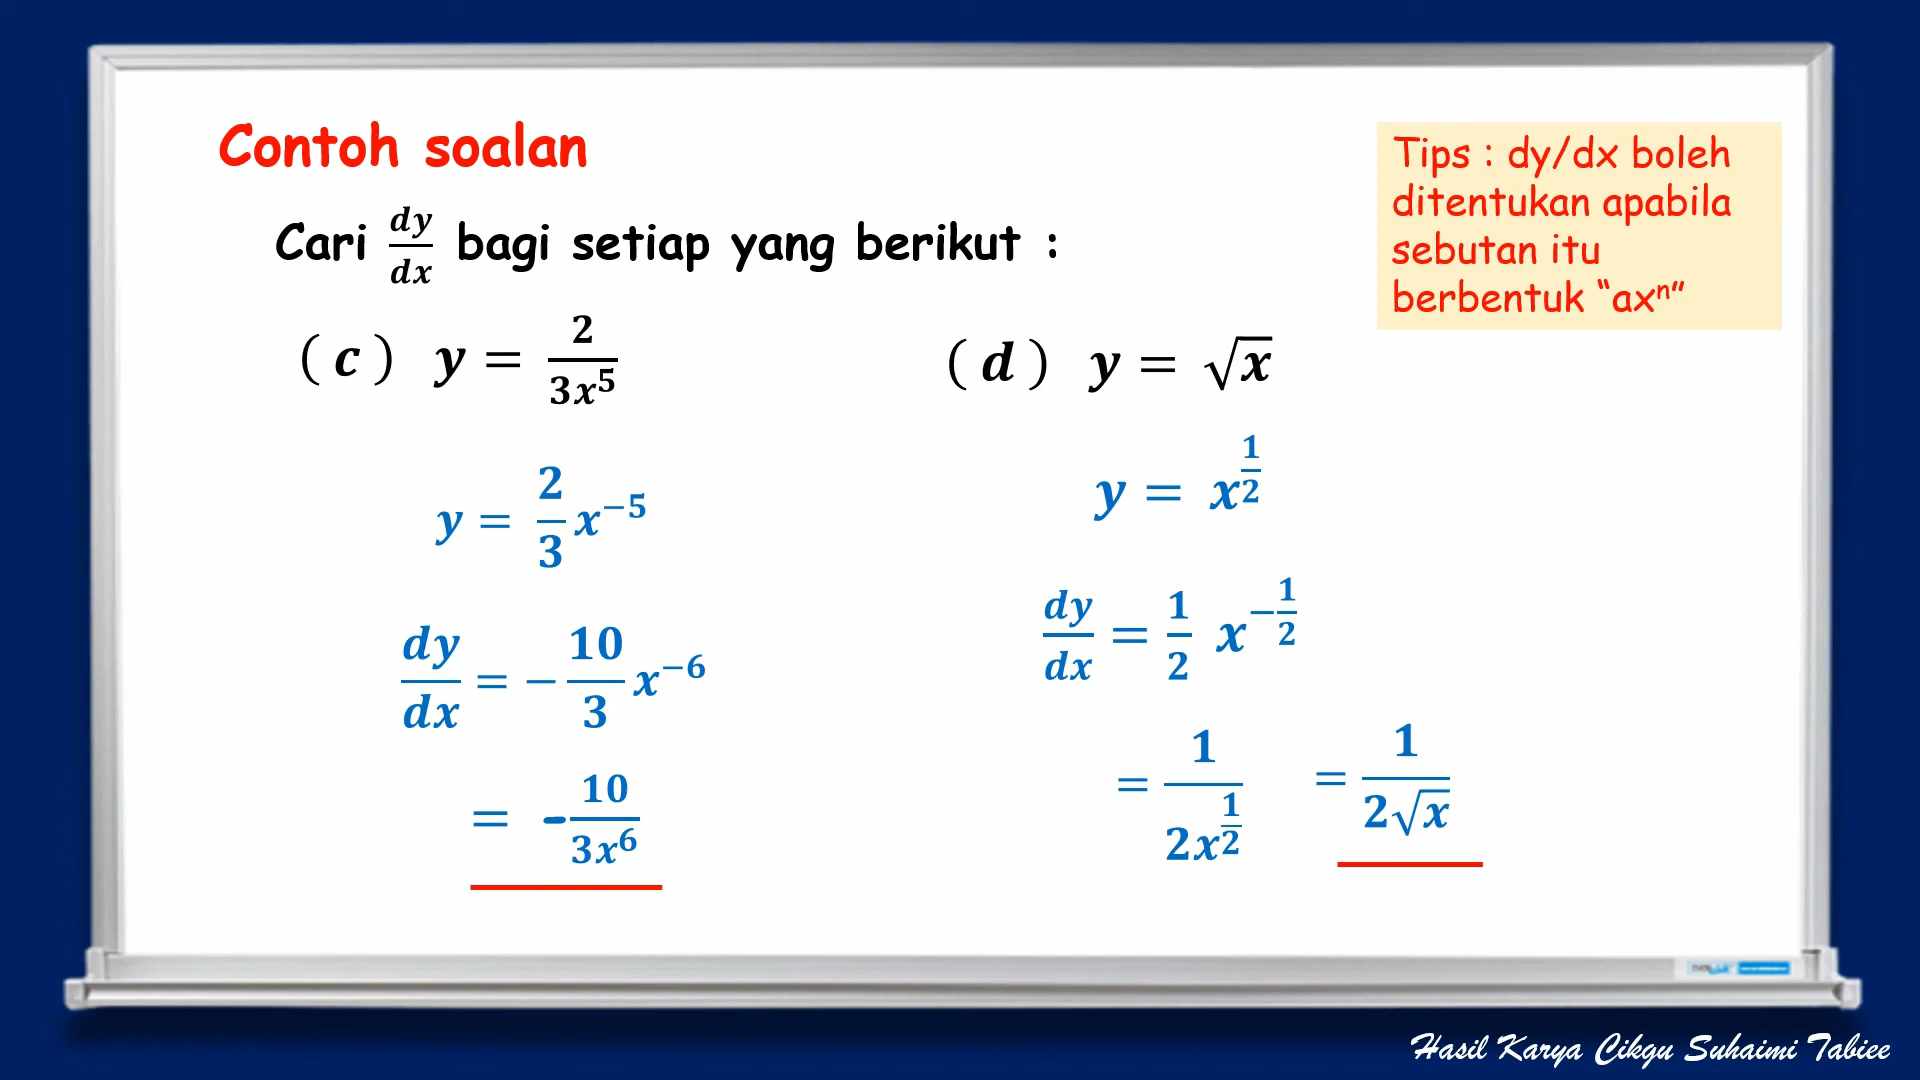 Contoh soalan
Cari dy/dx bagi setiap yang berikut :
Tips : dy/dx boleh
ditentukan apabila
sebutan itu
berbentuk “axⁿ”
( c ) y = 2/(3x⁵)
y = 2/3 x⁻⁵
dy/dx = − 10/3 x⁻⁶
= - 10/(3x⁶)
( d ) y = √x
y = x^(1/2)
dy/dx = 1/2 x^(−1/2)
= 1/(2x^(1/2)) = 1/(2√x)
Hasil Karya Cikgu Suhaimi Tabiee